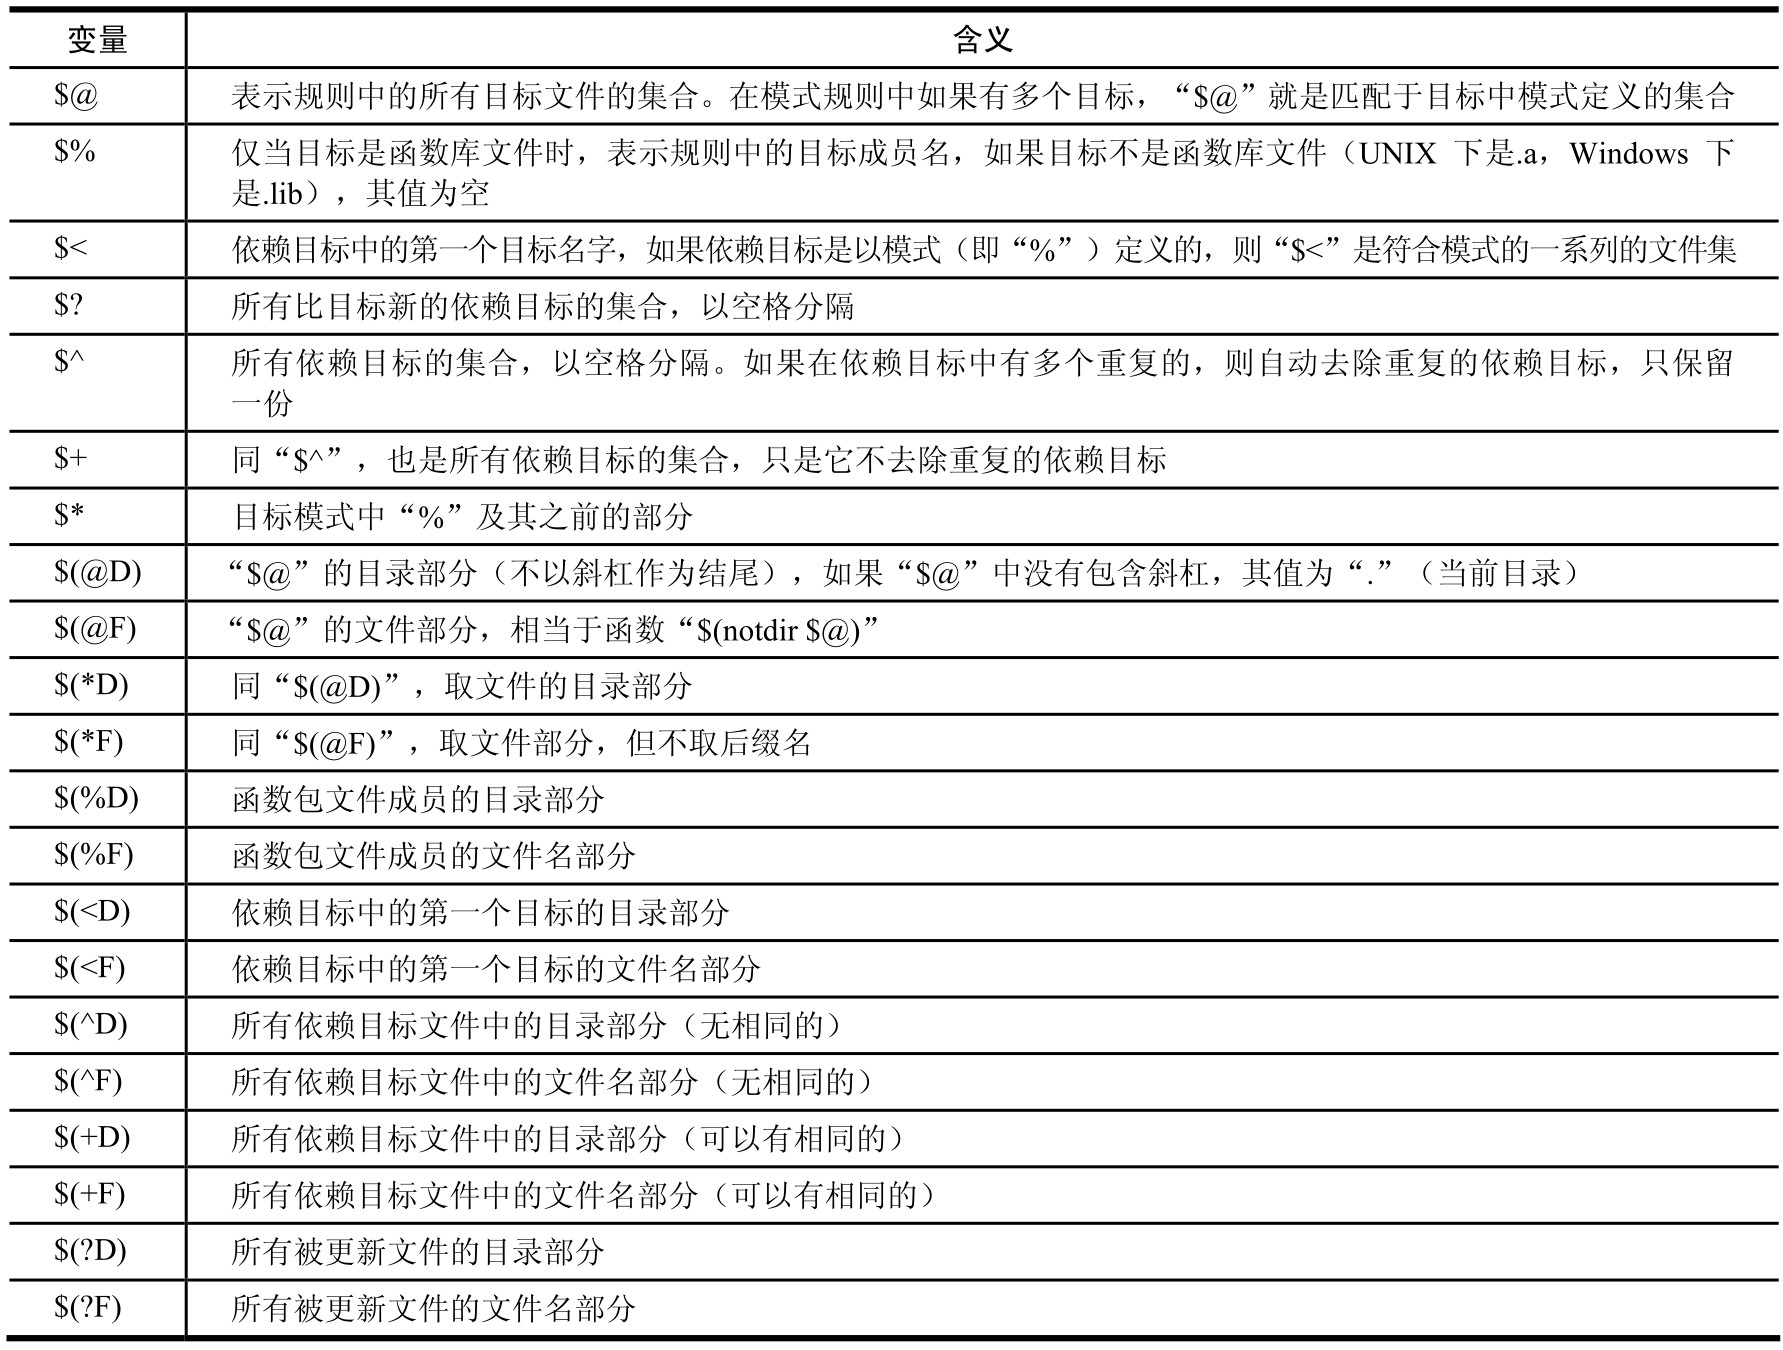 变量 含义
$@ 表示规则中的所有目标文件的集合。在模式规则中如果有多个目标，“$@”就是匹配于目标中模式定义的集合
$% 仅当目标是函数库文件时，表示规则中的目标成员名，如果目标不是函数库文件（UNIX 下是.a，Windows 下
是.lib），其值为空
$< 依赖目标中的第一个目标名字，如果依赖目标是以模式（即“%”）定义的，则“$<”是符合模式的一系列的文件集
$? 所有比目标新的依赖目标的集合，以空格分隔
$^ 所有依赖目标的集合，以空格分隔。如果在依赖目标中有多个重复的，则自动去除重复的依赖目标，只保留
一份
$+ 同“$^”，也是所有依赖目标的集合，只是它不去除重复的依赖目标
$* 目标模式中“%”及其之前的部分
$(@D) “$@”的目录部分（不以斜杠作为结尾），如果“$@”中没有包含斜杠，其值为“.”（当前目录）
$(@F) “$@”的文件部分，相当于函数“$(notdir $@)”
$(*D) 同“$(@D)”，取文件的目录部分
$(*F) 同“$(@F)”，取文件部分，但不取后缀名
$(%D) 函数包文件成员的目录部分
$(%F) 函数包文件成员的文件名部分
$(<D) 依赖目标中的第一个目标的目录部分
$(<F) 依赖目标中的第一个目标的文件名部分
$(^D) 所有依赖目标文件中的目录部分（无相同的）
$(^F) 所有依赖目标文件中的文件名部分（无相同的）
$(+D) 所有依赖目标文件中的目录部分（可以有相同的）
$(+F) 所有依赖目标文件中的文件名部分（可以有相同的）
$(?D) 所有被更新文件的目录部分
$(?F) 所有被更新文件的文件名部分